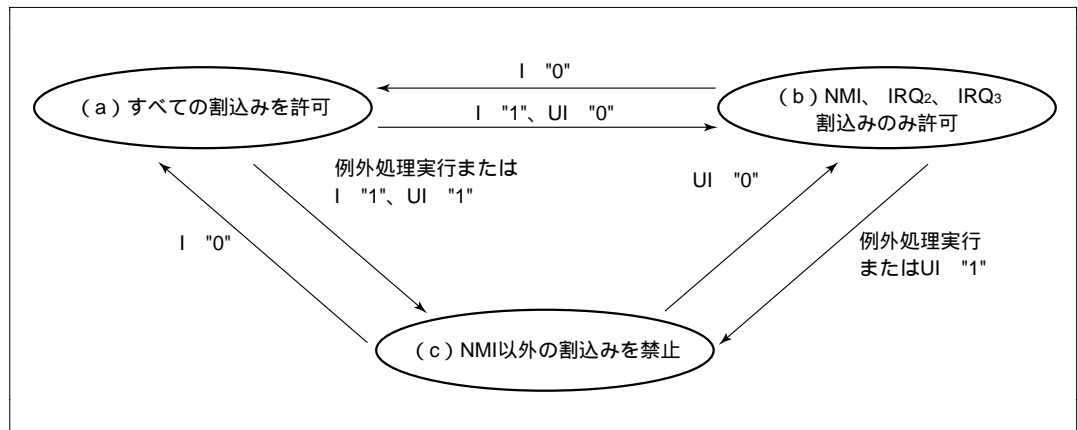 I "0"
(a)すべての割込みを許可
(b)NMI、 IRQ2、 IRQ3
割込みのみ許可
I "1"、UI "0"
例外処理実行または
I "1"、UI "1"
UI "0"
I "0"
例外処理実行
またはUI "1"
(c)NMI以外の割込みを禁止